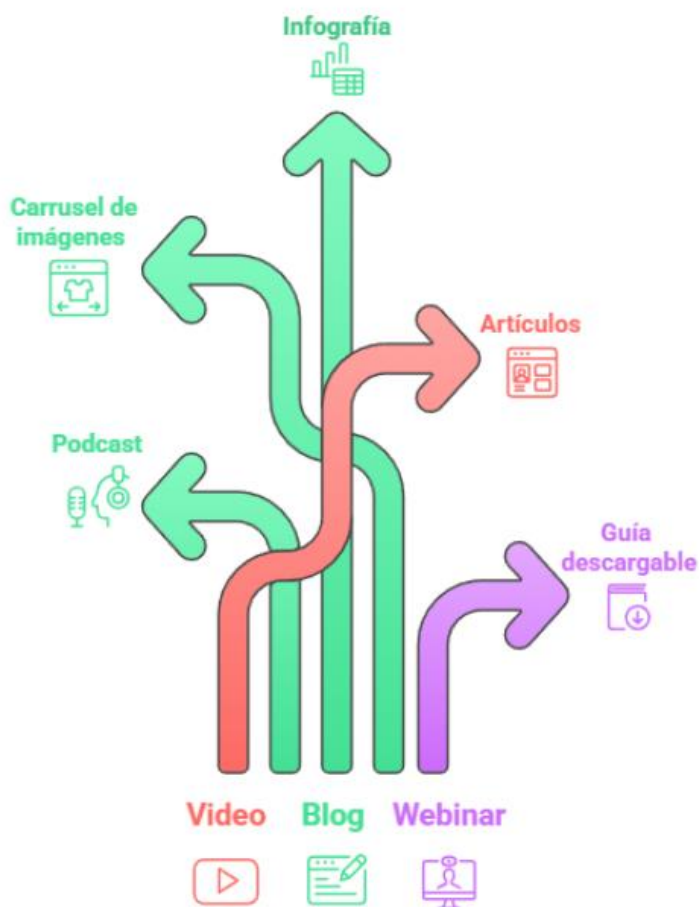 Infografía
Carrusel de
imágenes
Artículos
Podcast
Guía
descargable
Video Blog Webinar